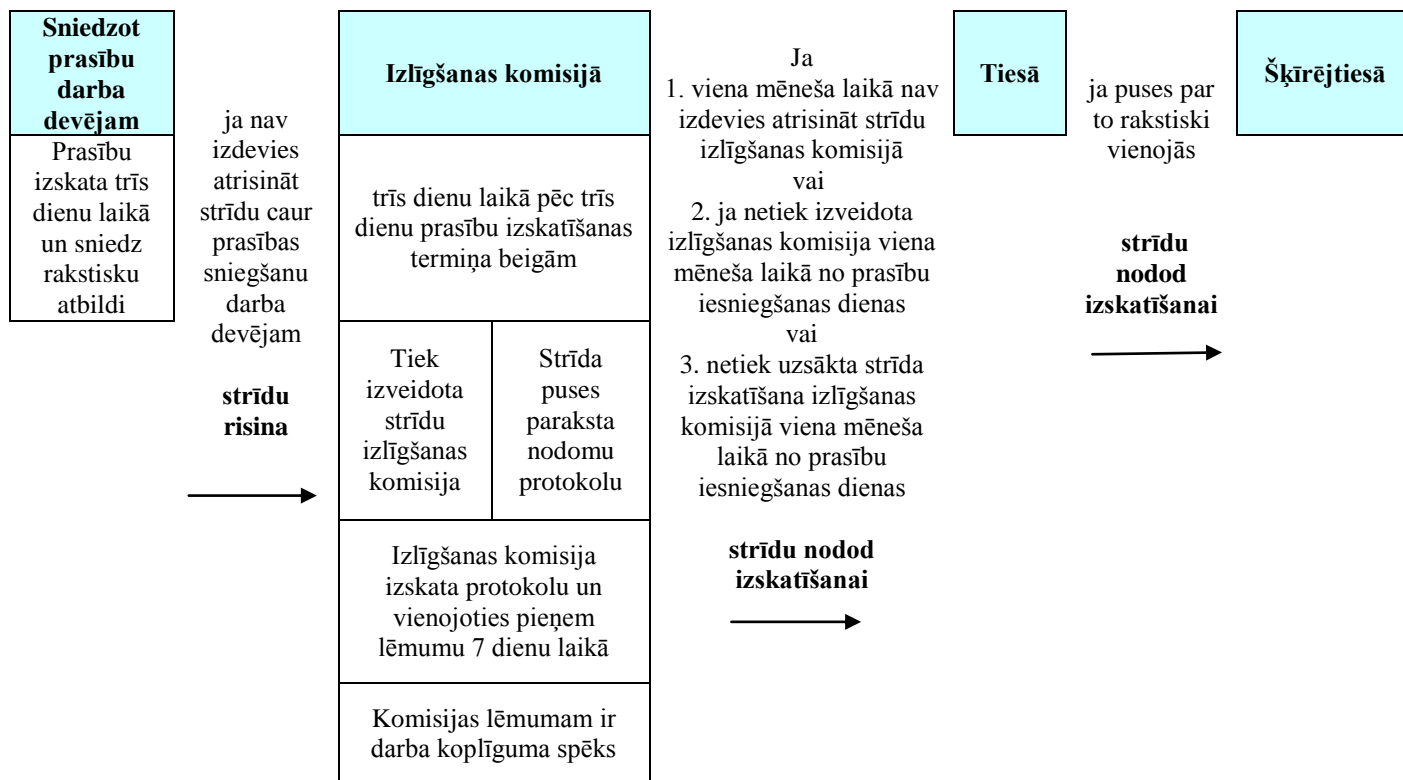 Sniedzot
prasību
darba
devējam
Prasību
izskata trīs
dienu laikā
un sniedz
rakstisku
atbildi
ja nav
izdevies
atrisināt
strīdu caur
prasības
sniegšanu
darba
devējam
strīdu
risina
Izlīgšanas komisijā
trīs dienu laikā pēc trīs
dienu prasību izskatīšanas
termiņa beigām
Tiek
izveidota
strīdu
izlīgšanas
komisija
Strīda
puses
paraksta
nodomu
protokolu
Izlīgšanas komisija
izskata protokolu un
vienojoties pieņem
lēmumu 7 dienu laikā
Komisijas lēmumam ir
darba koplīguma spēks
Ja
1. viena mēneša laikā nav
izdevies atrisināt strīdu
izlīgšanas komisijā
vai
2. ja netiek izveidota
izlīgšanas komisija viena
mēneša laikā no prasību
iesniegšanas dienas
vai
3. netiek uzsākta strīda
izskatīšana izlīgšanas
komisijā viena mēneša
laikā no prasību
iesniegšanas dienas
strīdu nodod
izskatīšanai
Tiesā
ja puses par
to rakstiski
vienojās
strīdu
nodod
izskatīšanai
Šķīrējtiesā